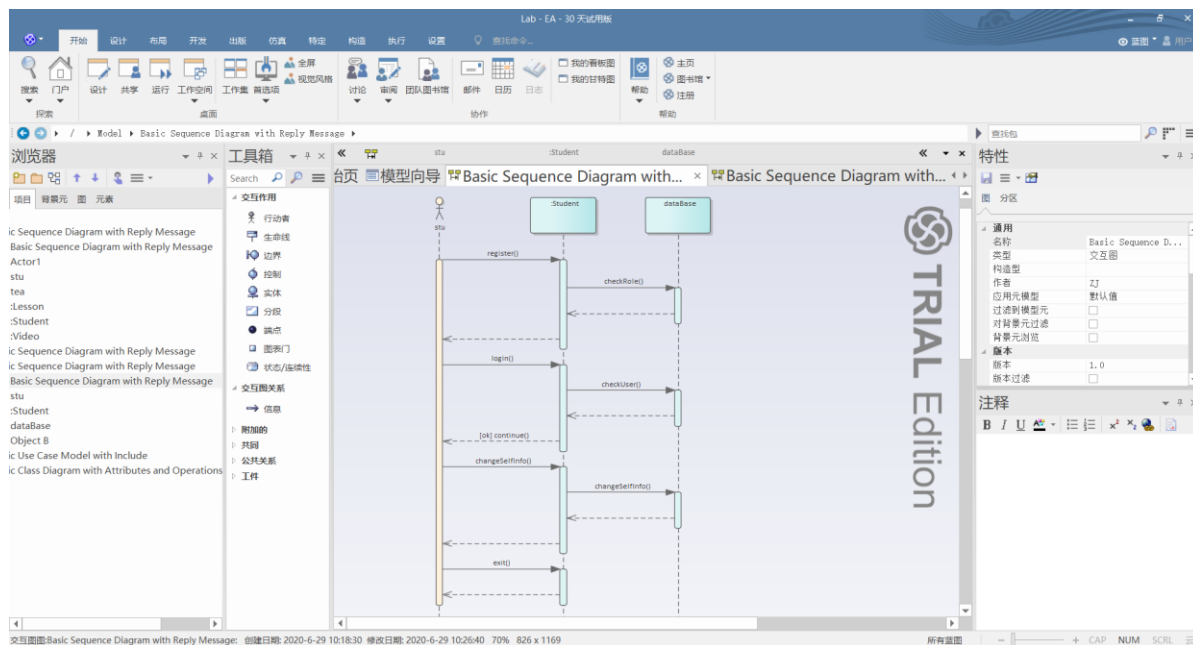 Lab - EA - 30 天试用版
开始 设计 布局 开发 出版 仿真 特定 构造 执行 设置 查找命令... 蓝图 用户
搜索 门户 设计 共享 运行 工作空间 工作集 首选项 全屏 视觉风格 讨论 审阅 团队图书馆 邮件 日历 日志 我的看板图 我的甘特图 帮助 主页 图书馆 注册
探索 桌面 协作 帮助
/ Model Basic Sequence Diagram with Reply Message 查找包
浏览器
项目 背景元 图 元素
ic Sequence Diagram with Reply Message
Basic Sequence Diagram with Reply Message
Actor1
stu
tea
:Lesson
:Student
:Video
ic Sequence Diagram with Reply Message
ic Sequence Diagram with Reply Message
Basic Sequence Diagram with Reply Message
stu
:Student
dataBase
Object B
ic Use Case Model with Include
ic Class Diagram with Attributes and Operations
工具箱
Search
交互作用
行动者
生命线
边界
控制
实体
分段
端点
图表门
状态/连续性
交互图关系
信息
附加的
共同
公共关系
工件
stu :Student dataBase
台页 模型向导 Basic Sequence Diagram with... × Basic Sequence Diagram with...
stu
:Student
dataBase
register()
checkRole()
login()
checkUser()
[ok] continue()
changeSelfInfo()
changeSelfInfo()
exit()
TRIAL Edition
特性
图 分区
通用
名称 Basic Sequence D...
类型 交互图
构造型
作者 ZJ
应用元模型 默认值
过滤到模型元
对背景元过滤
背景元浏览
版本
版本 1.0
版本过滤
注释
B I U
交互图图:Basic Sequence Diagram with Reply Message: 创建日期: 2020-6-29 10:18:30 修改日期: 2020-6-29 10:26:40 70% 826 x 1169 所有蓝图 CAP NUM SCRL 云